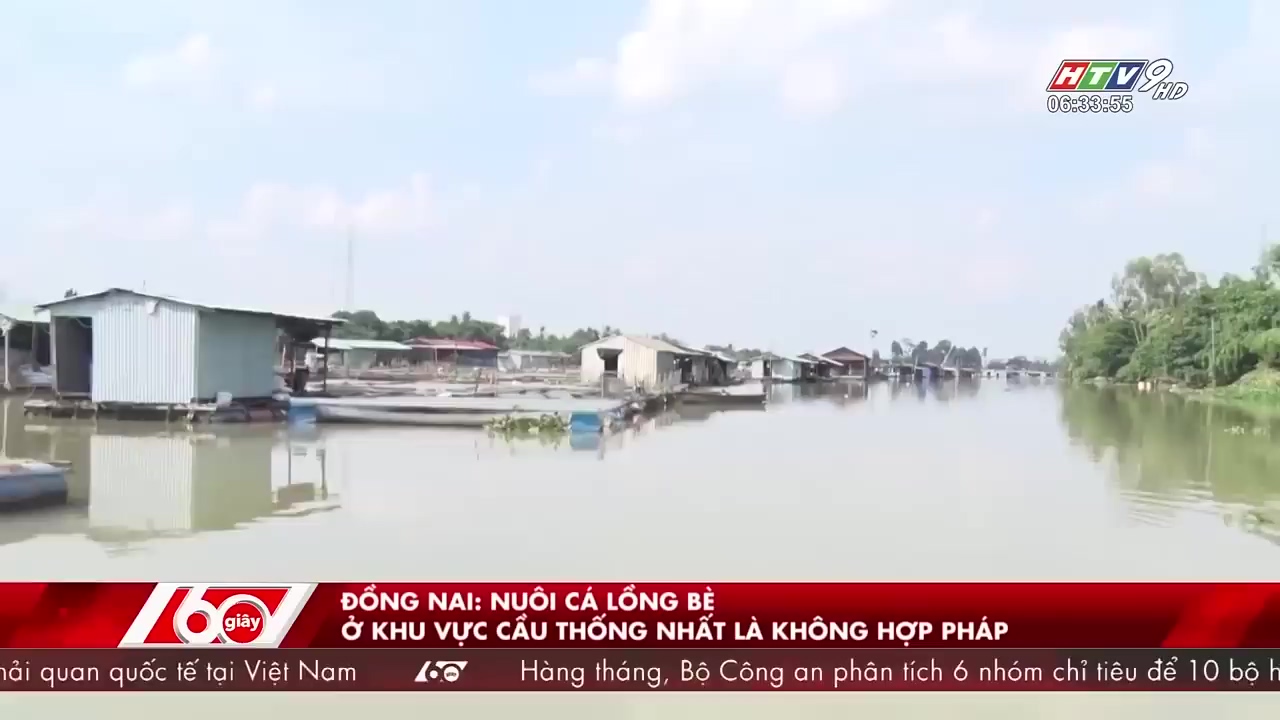 HTV9 HD
06:33:55
60 giây
ĐỒNG NAI: NUÔI CÁ LỒNG BÈ
Ở KHU VỰC CẦU THỐNG NHẤT LÀ KHÔNG HỢP PHÁP
quan quốc tế tại Việt Nam 60 Hàng tháng, Bộ Công an phân tích 6 nhóm chỉ tiêu để 10 bộ